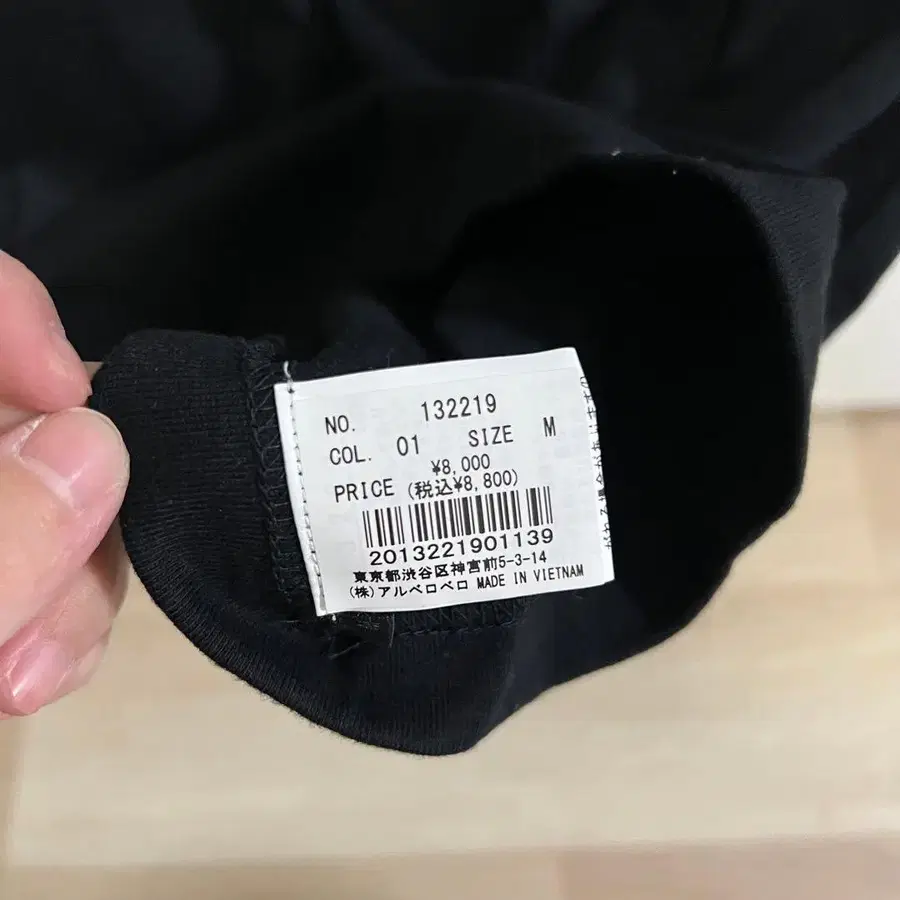 NO. 132219
COL. 01 SIZE M
¥8,000
PRICE (税込¥8,800)
2013221901139
東京都渋谷区神宮前5-3-14
(株)アルベロベロ MADE IN VIETNAM